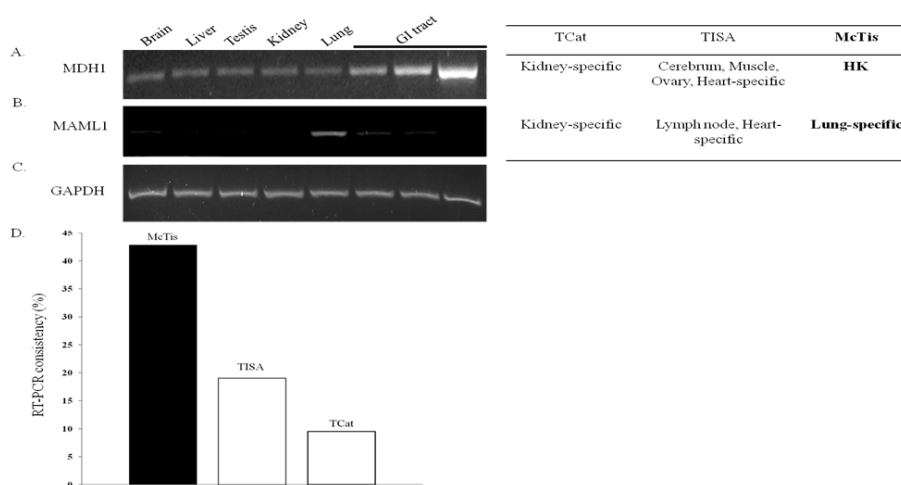 Brain Liver Testis Kidney Lung GI tract
A.
MDH1
B.
MAML1
C.
GAPDH
TCat TISA McTis
Kidney-specific Cerebrum, Muscle, HK
Ovary, Heart-specific
Kidney-specific Lymph node, Heart- Lung-specific
specific
D.
RT-PCR consistency (%)
45
40
35
30
25
20
15
10
5
0
McTis
TISA
TCat